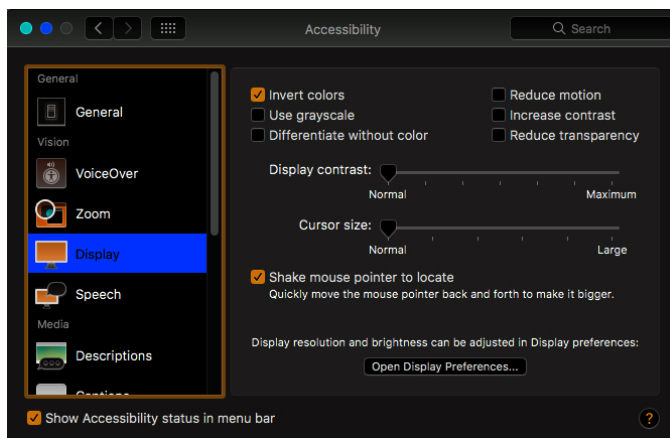 Accessibility
Search
General
General
Vision
VoiceOver
Zoom
Display
Speech
Media
Descriptions
Captions
Invert colors
Reduce motion
Use grayscale
Increase contrast
Differentiate without color
Reduce transparency
Display contrast:
Normal
Maximum
Cursor size:
Normal
Large
Shake mouse pointer to locate
Quickly move the mouse pointer back and forth to make it bigger.
Display resolution and brightness can be adjusted in Display preferences:
Open Display Preferences...
Show Accessibility status in menu bar
?